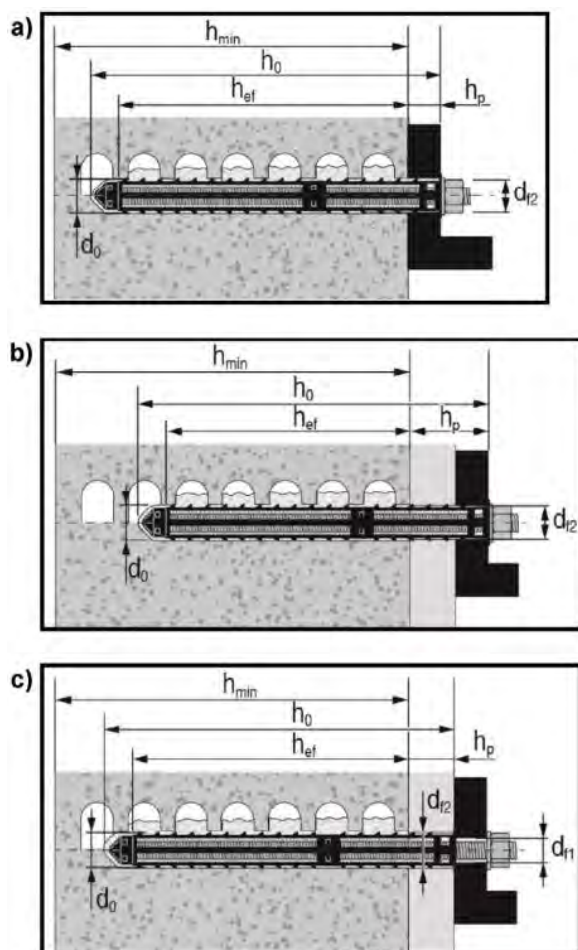 a)
h_min
h_0
h_ef
h_p
d_f2
d_0
b)
h_min
h_0
h_ef
h_p
d_f2
d_0
c)
h_min
h_0
h_ef
h_p
d_f2
d_f1
d_0